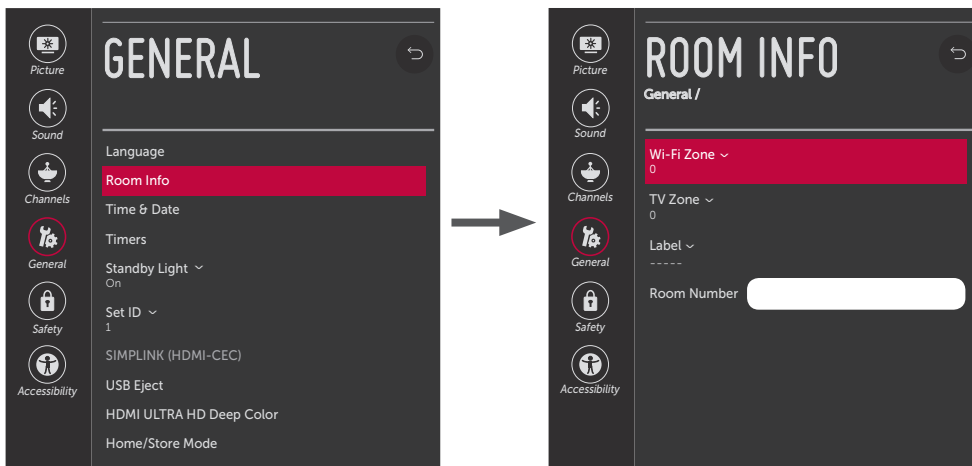 Picture
Sound
Channels
General
Safety
Accessibility
GENERAL
Language
Room Info
Time & Date
Timers
Standby Light
On
Set ID
1
SIMPLINK (HDMI-CEC)
USB Eject
HDMI ULTRA HD Deep Color
Home/Store Mode
Picture
Sound
Channels
General
Safety
Accessibility
ROOM INFO
General /
Wi-Fi Zone
0
TV Zone
0
Label
-----
Room Number